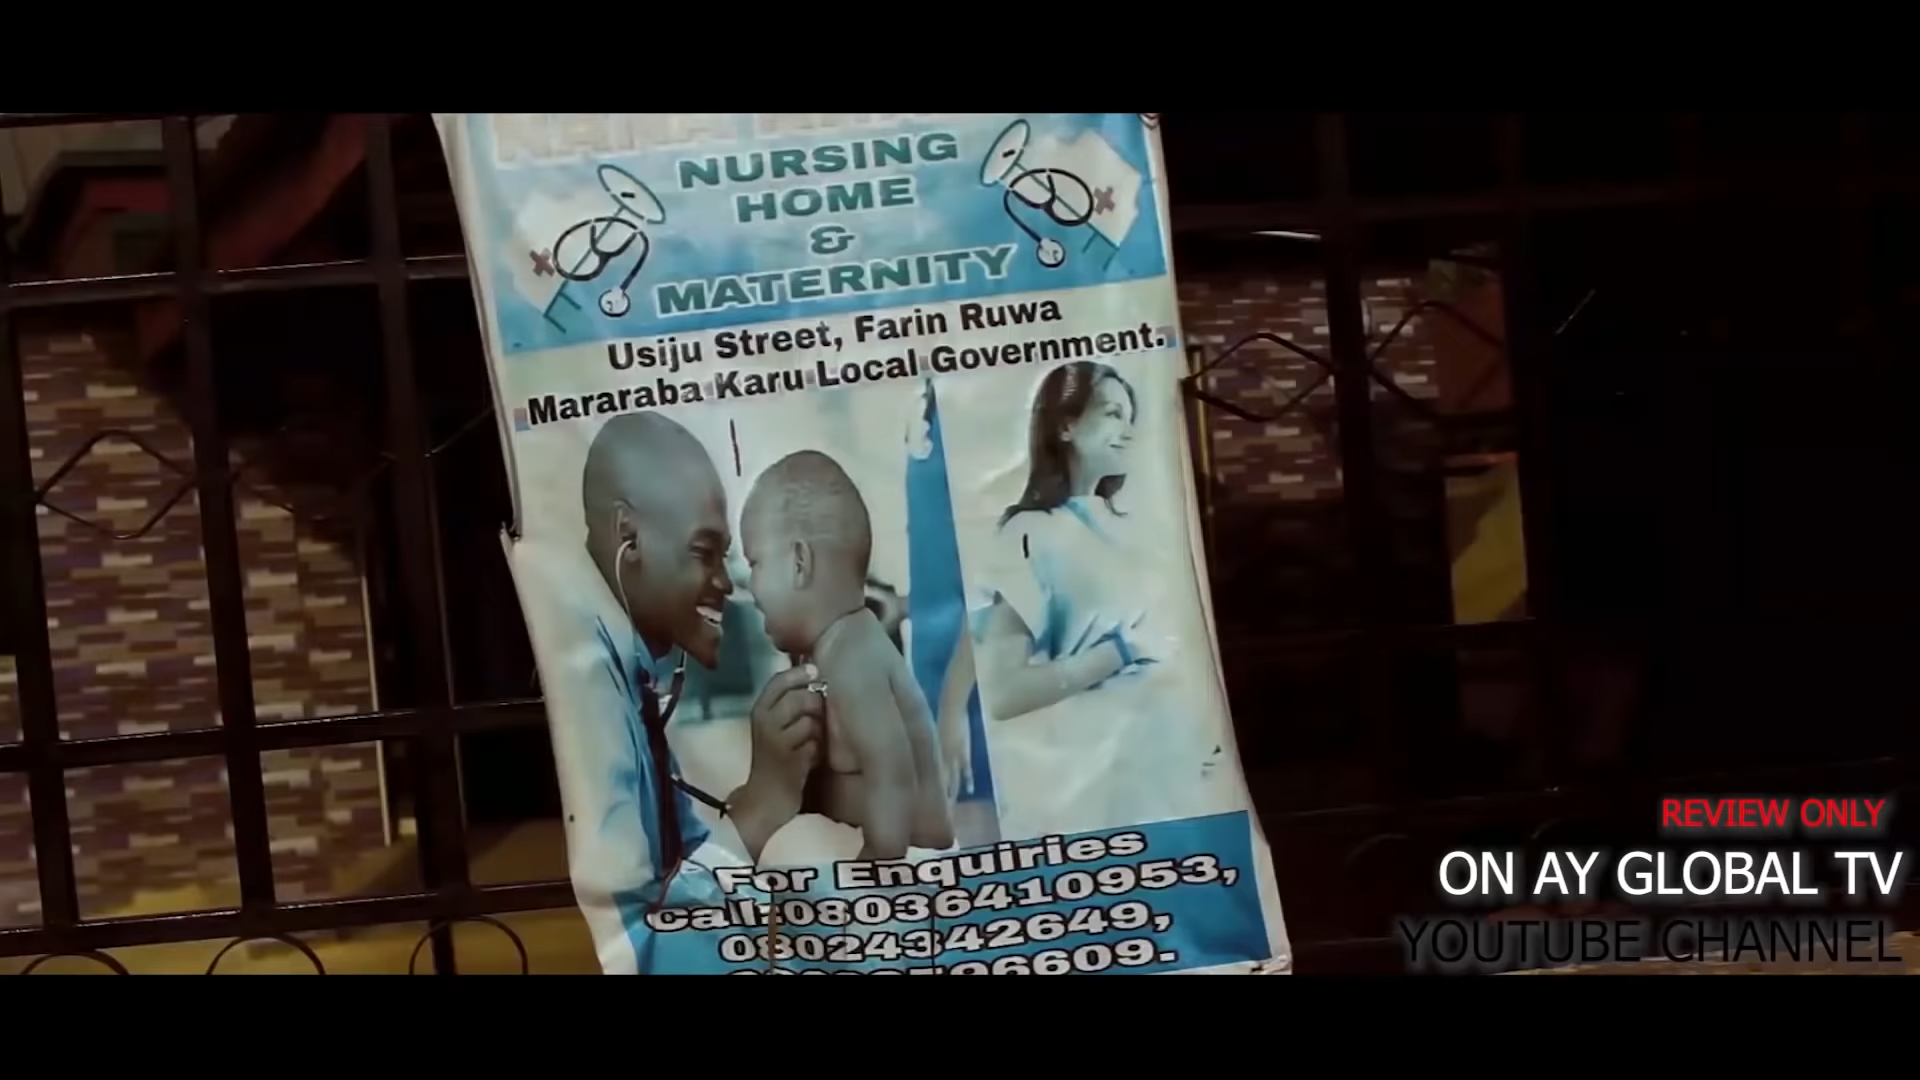 NURSING
HOME
&
MATERNITY
Usiju Street, Farin Ruwa
Mararaba Karu Local Government.
For Enquiries
Call:08036410953,
08024342649,
REVIEW ONLY
ON AY GLOBAL TV
YOUTUBE CHANNEL